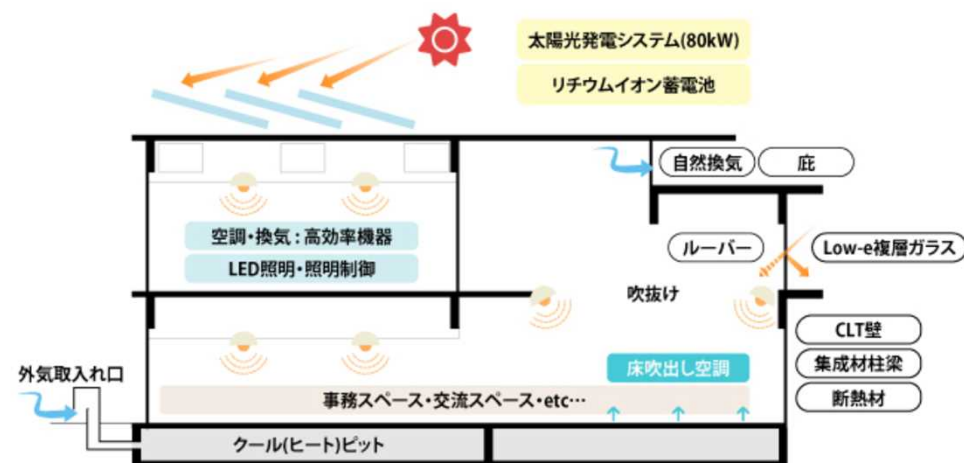 太陽光発電システム(80kW)
リチウムイオン蓄電池
自然換気
庇
空調・換気:高効率機器
LED照明・照明制御
ルーバー
Low-e複層ガラス
吹抜け
CLT壁
集成材柱梁
断熱材
床吹出し空調
外気取入れ口
事務スペース・交流スペース・etc…
クール(ヒート)ピット